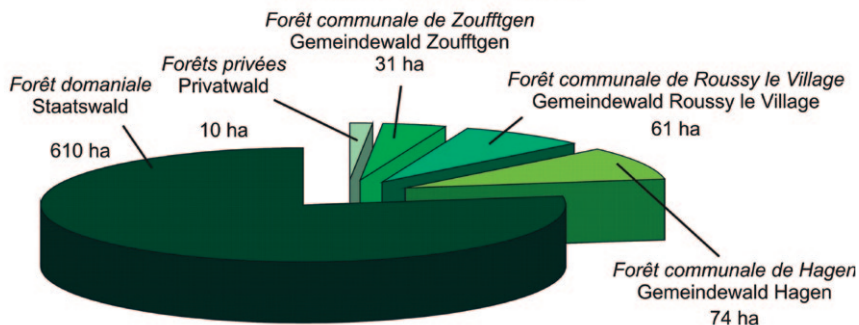 Forêt communale de Zoufftgen
Gemeindewald Zoufftgen
31 ha
Forêts privées
Privatwald
10 ha
Forêt domaniale
Staatswald
610 ha
Forêt communale de Roussy le Village
Gemeindewald Roussy le Village
61 ha
Forêt communale de Hagen
Gemeindewald Hagen
74 ha